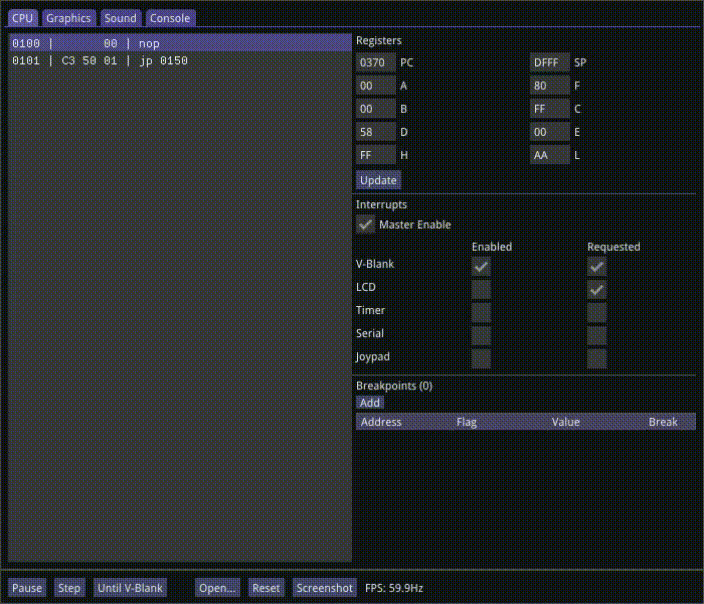 CPU Graphics Sound Console
0100 | 00 | nop
0101 | C3 50 01 | jp 0150
Registers
0370 PC DFFF SP
00 A 80 F
00 B FF C
58 D 00 E
FF H AA L
Update
Interrupts
Master Enable
Enabled Requested
V-Blank
LCD
Timer
Serial
Joypad
Breakpoints (0)
Add
Address Flag Value Break
Pause Step Until V-Blank Open... Reset Screenshot FPS: 59.9Hz